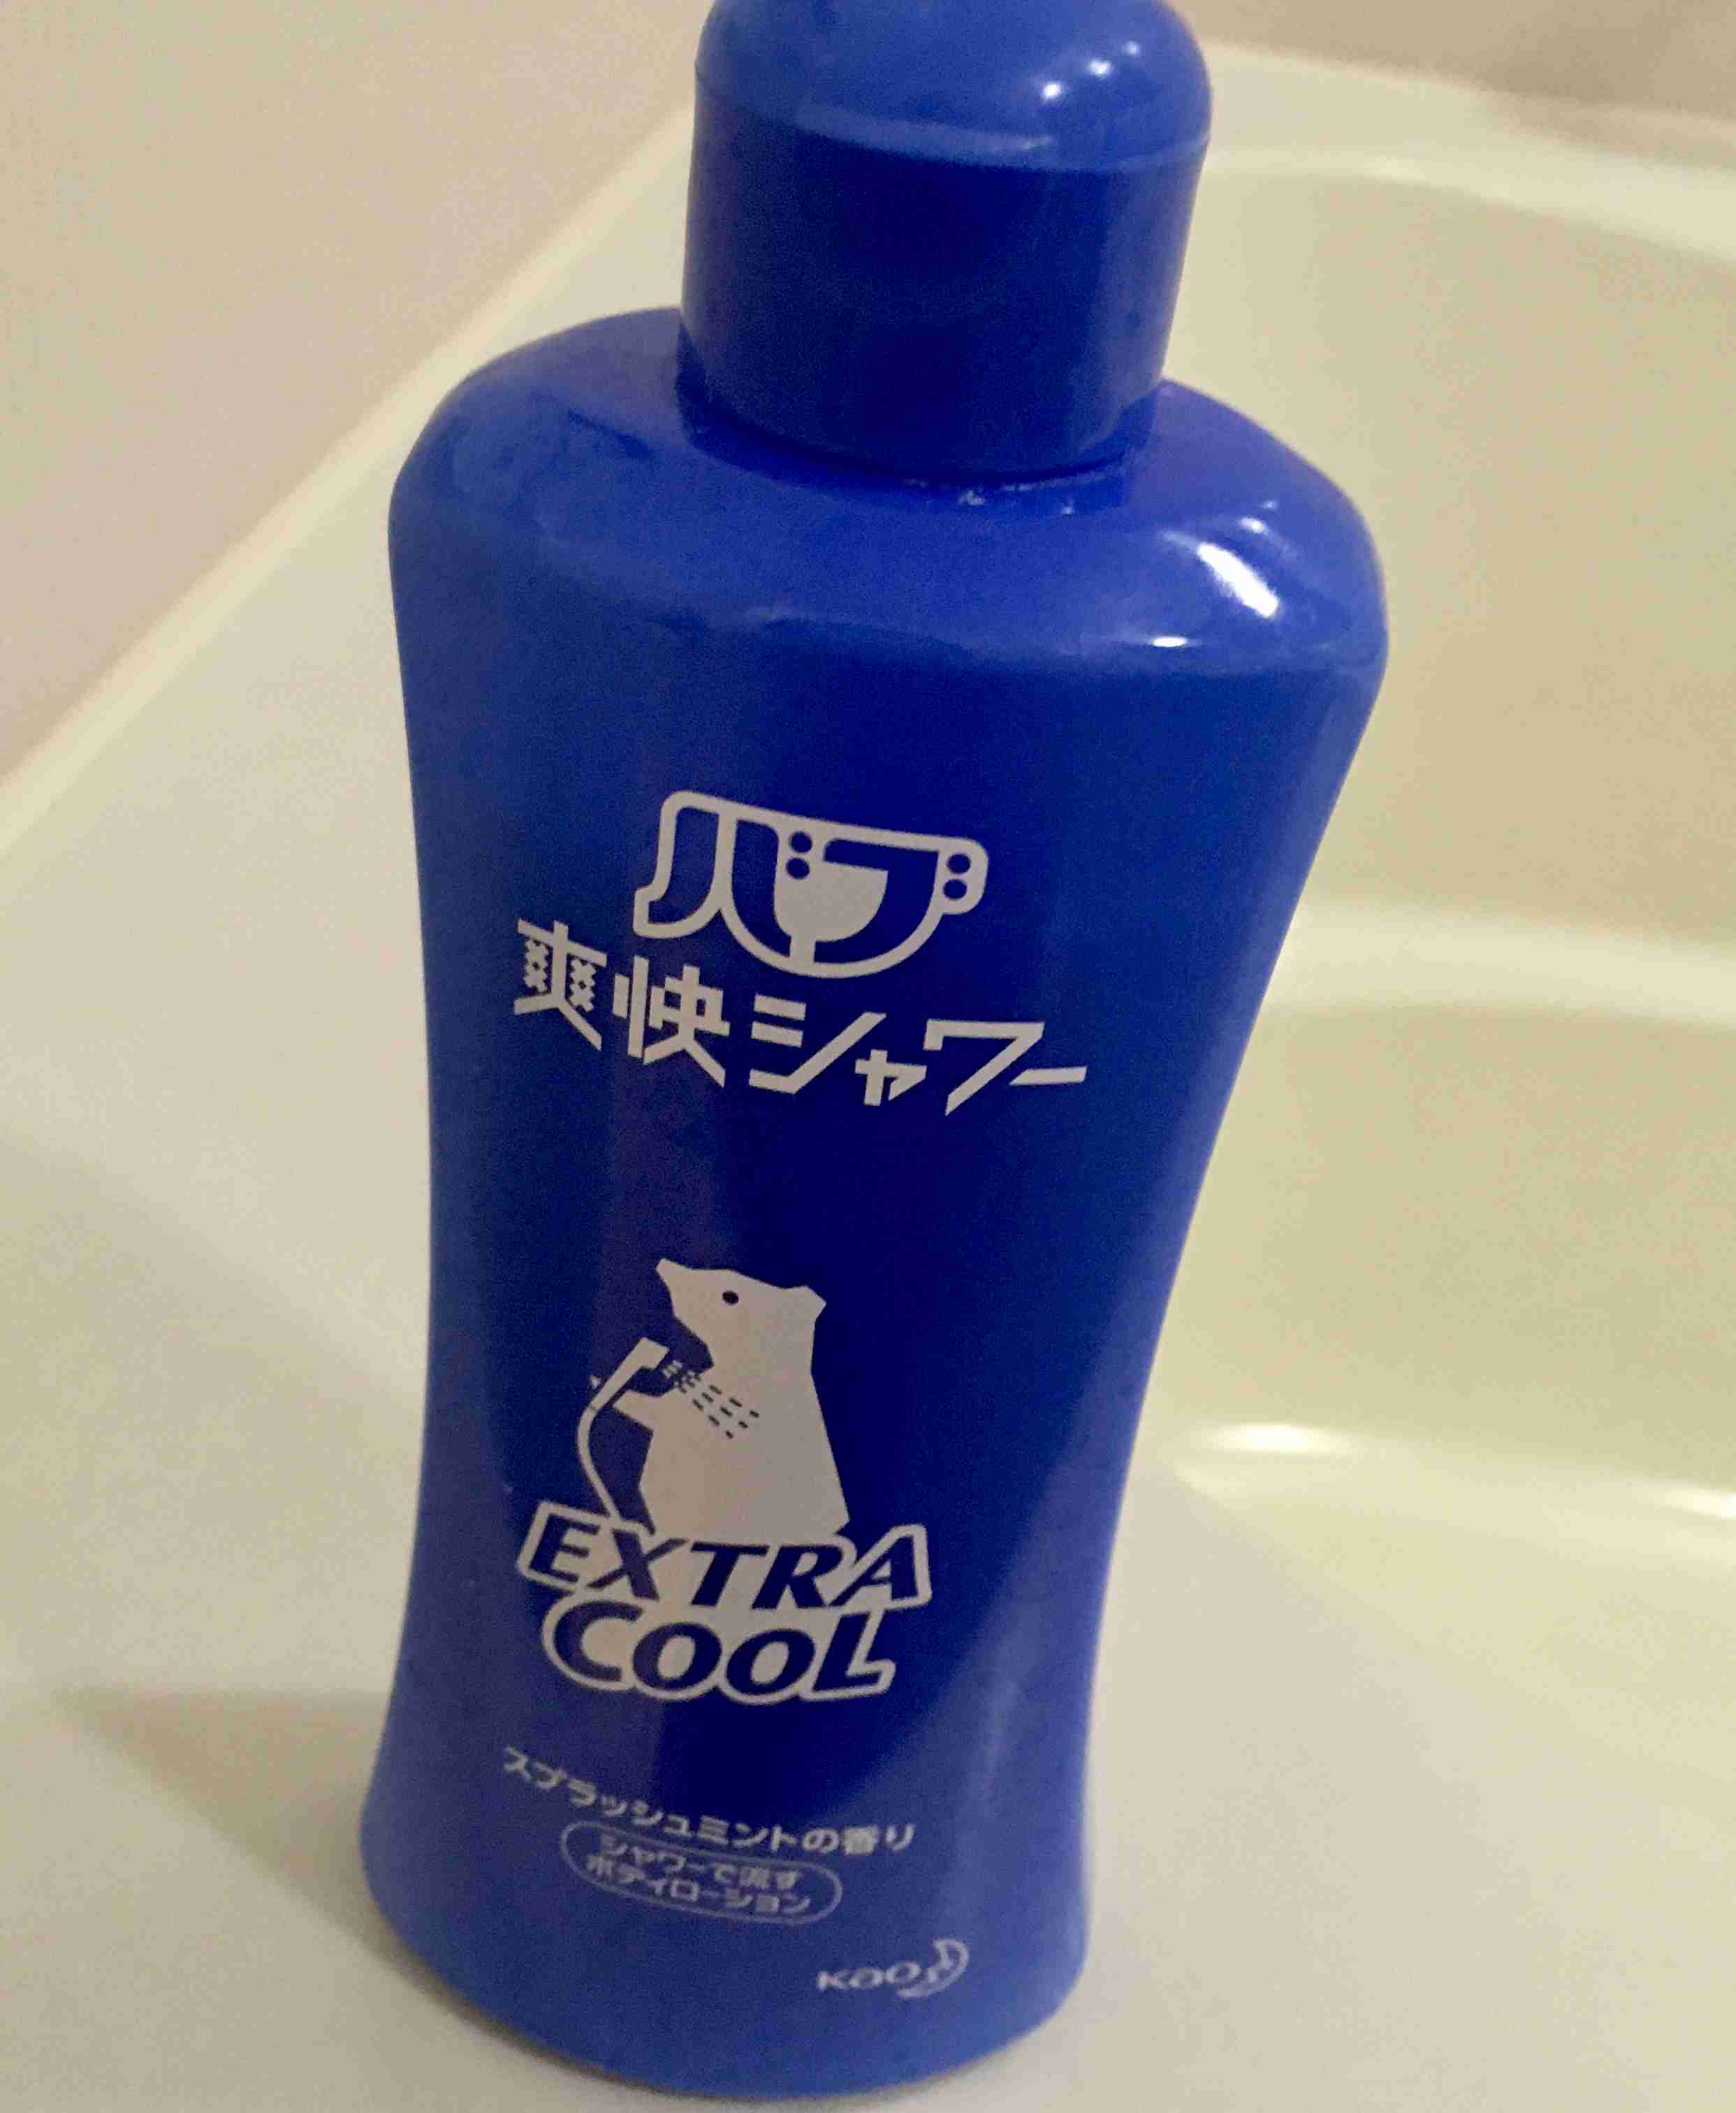 バブ
爽快シャワー
EXTRA
COOL
スプラッシュミントの香り
シャワーで流す
ボディローション
Kao